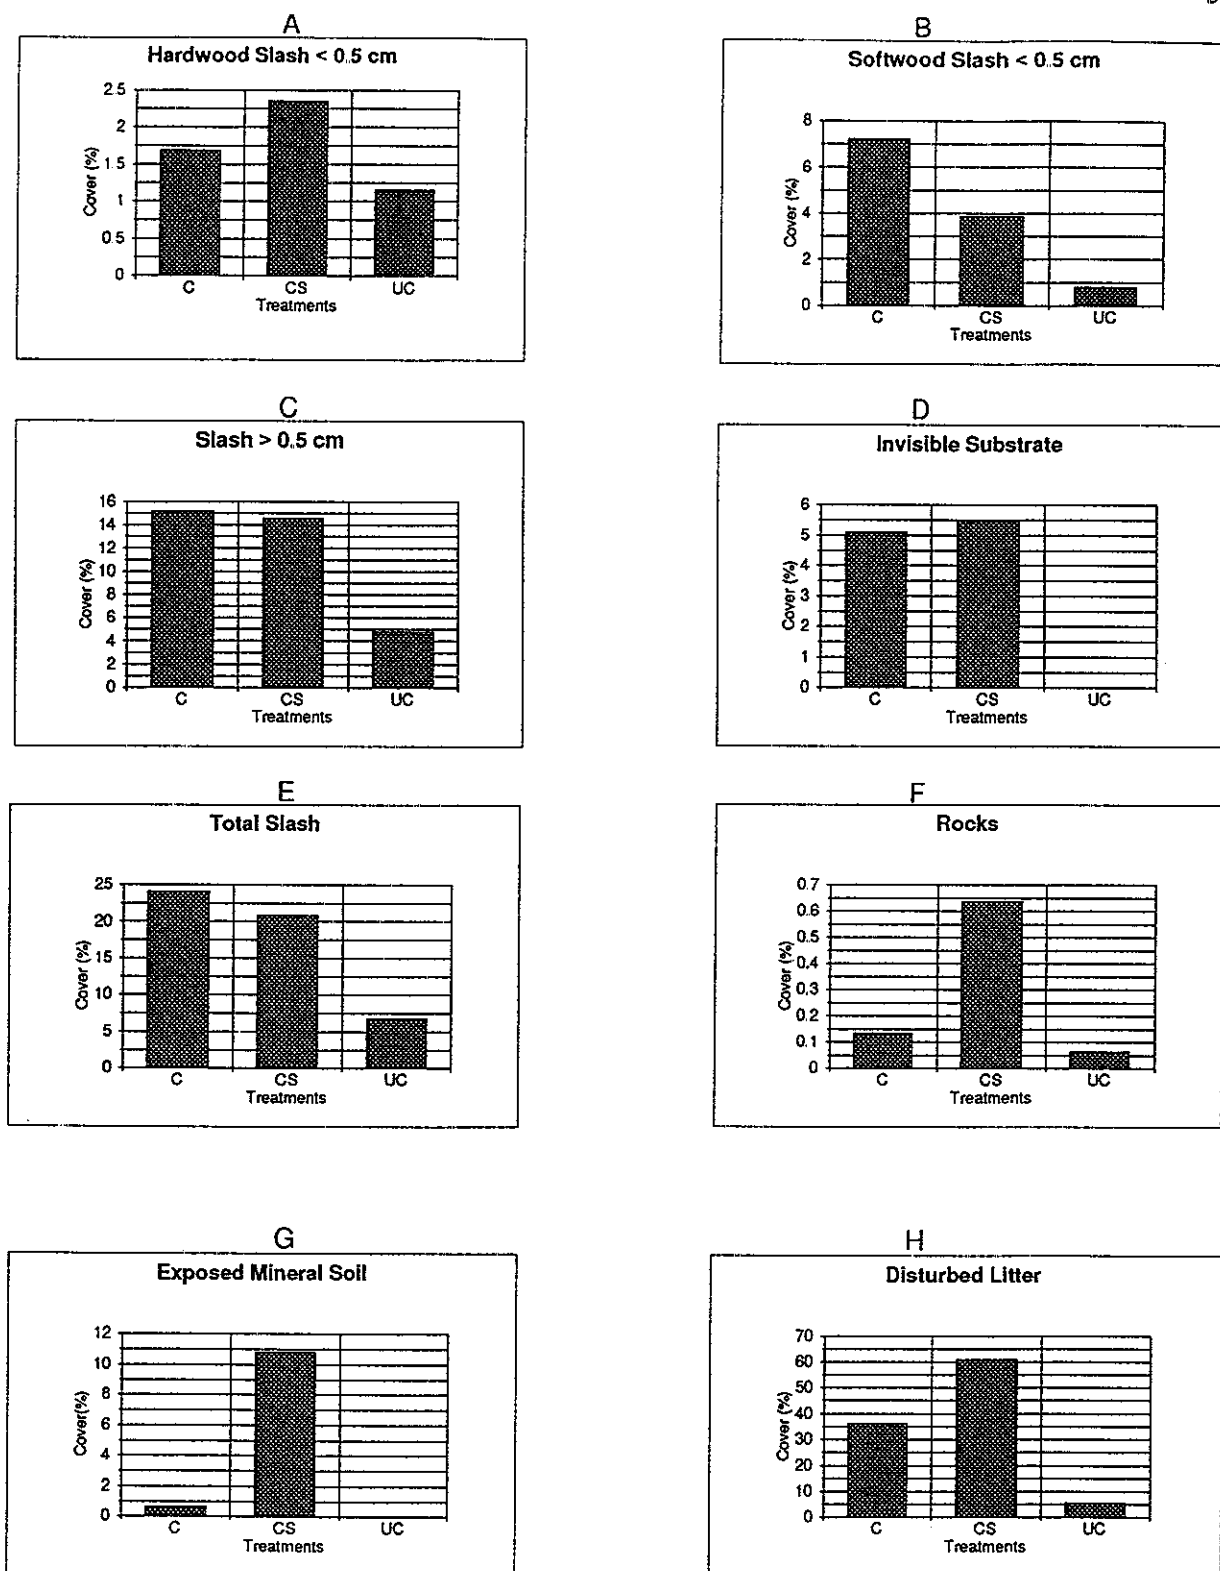 A
Hardwood Slash < 0.5 cm
2.5
2
1.5
1
0.5
0
Cover (%)
C CS UC
Treatments
B
Softwood Slash < 0.5 cm
8
6
4
2
0
Cover (%)
C CS UC
Treatments
C
Slash > 0.5 cm
16
14
12
10
8
6
4
2
0
Cover (%)
C CS UC
Treatments
D
Invisible Substrate
6
5
4
3
2
1
0
Cover (%)
C CS UC
Treatments
E
Total Slash
25
20
15
10
5
0
Cover (%)
C CS UC
Treatments
F
Rocks
0.7
0.6
0.5
0.4
0.3
0.2
0.1
0
Cover (%)
C CS UC
Treatments
G
Exposed Mineral Soil
12
10
8
6
4
2
0
Cover(%)
C CS UC
Treatments
H
Disturbed Litter
70
60
50
40
30
20
10
0
Cover (%)
C CS UC
Treatments